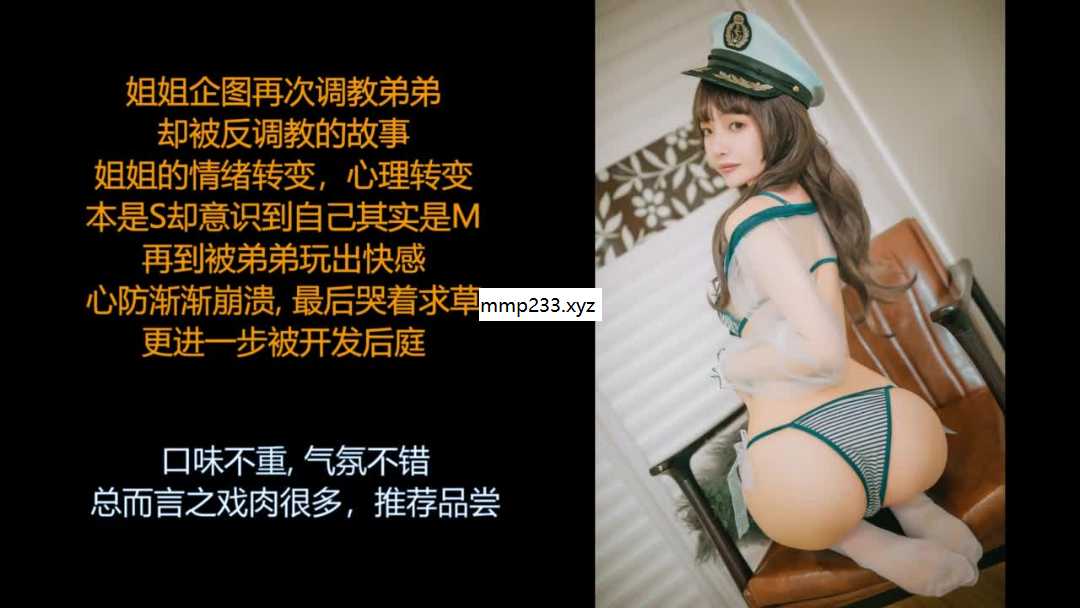 姐姐企图再次调教弟弟
却被反调教的故事
姐姐的情绪转变，心理转变
本是S却意识到自己其实是M
再到被弟弟玩出快感
心防渐渐崩溃, 最后哭着求草
mmp233.xyz
更进一步被开发后庭
口味不重, 气氛不错
总而言之戏肉很多，推荐品尝